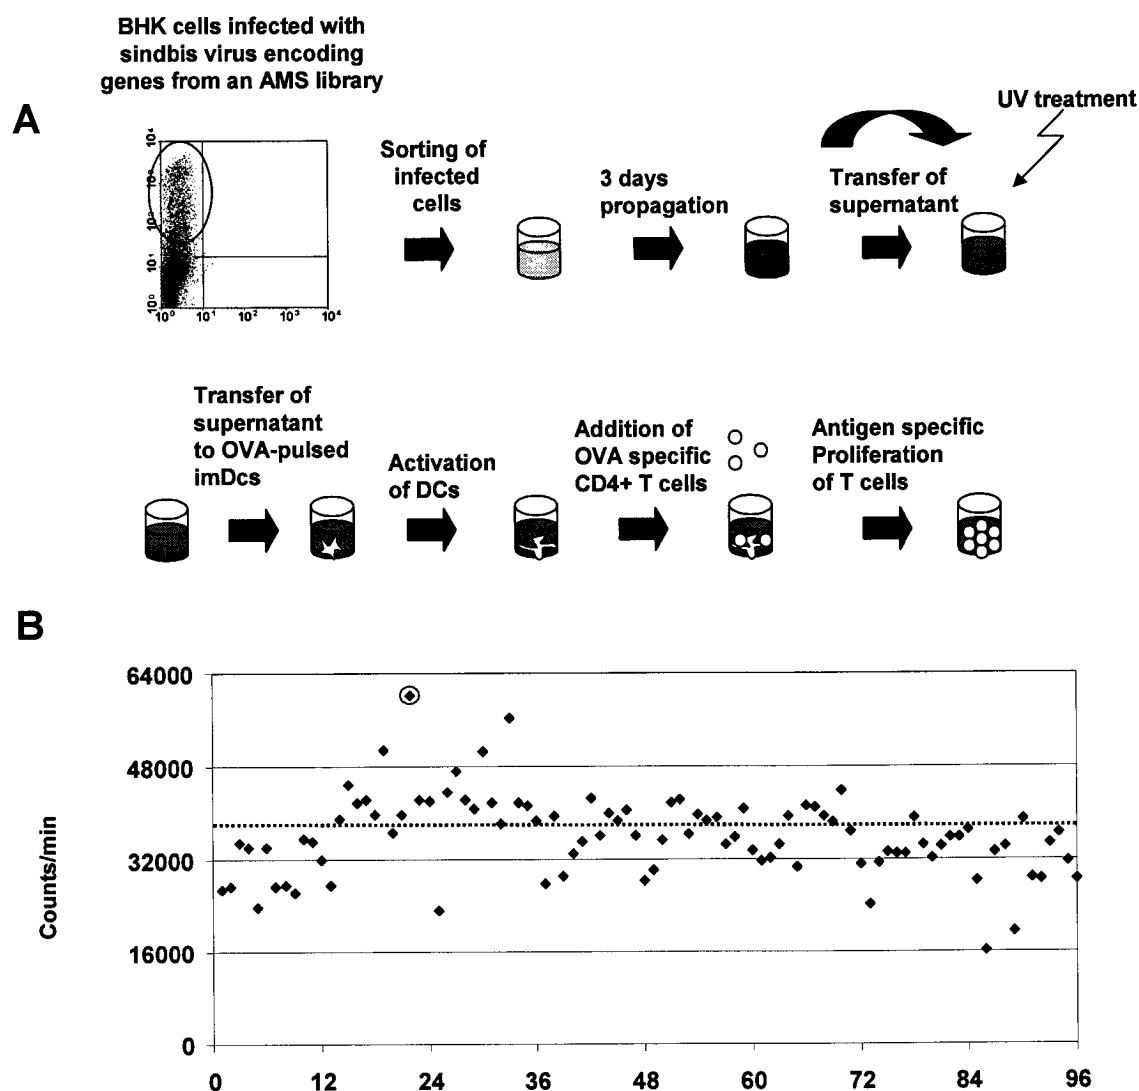 BHK cells infected with
sindbis virus encoding
genes from an AMS library
A
UV treatment
Sorting of
infected
cells
3 days
propagation
Transfer of
supernatant
10⁴
10³
10²
10¹
10⁰
10⁰ 10¹ 10² 10³ 10⁴
Transfer of
supernatant
to OVA-pulsed
imDcs
Activation
of DCs
Addition of
OVA specific
CD4+ T cells
Antigen specific
Proliferation
of T cells
B
Counts/min
64000
48000
32000
16000
0
0 12 24 36 48 60 72 84 96